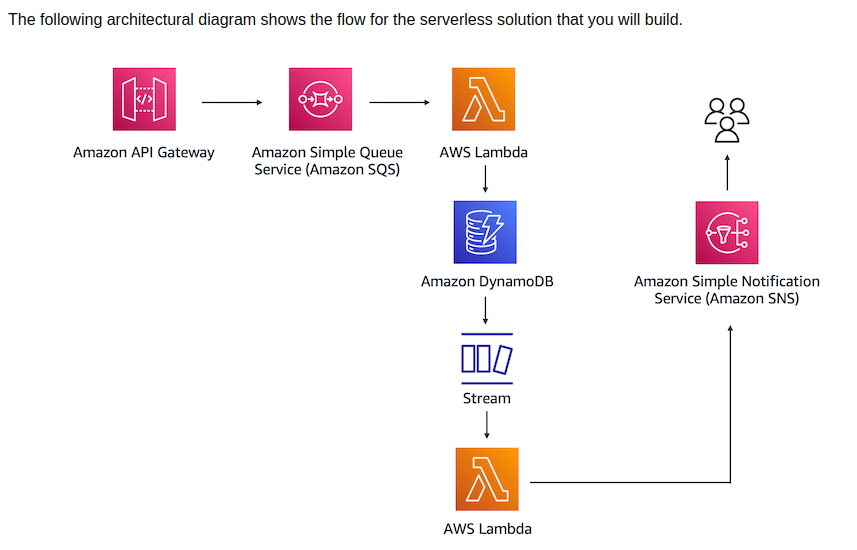 The following architectural diagram shows the flow for the serverless solution that you will build.
</>
Amazon API Gateway
Amazon Simple Queue
Service (Amazon SQS)
AWS Lambda
Amazon DynamoDB
Stream
AWS Lambda
Amazon Simple Notification
Service (Amazon SNS)